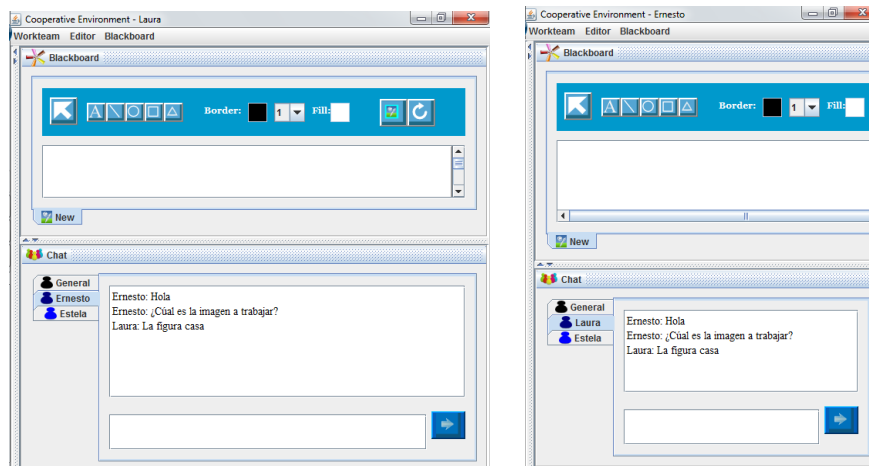 Cooperative Environment - Laura
Workteam Editor Blackboard
Blackboard
A
Border:
1
Fill:
New
Chat
General
Ernesto
Estela
Ernesto: Hola
Ernesto: ¿Cúal es la imagen a trabajar?
Laura: La figura casa
Cooperative Environment - Ernesto
Workteam Editor Blackboard
Blackboard
A
Border:
1
Fill:
New
Chat
General
Laura
Estela
Ernesto: Hola
Ernesto: ¿Cúal es la imagen a trabajar?
Laura: La figura casa